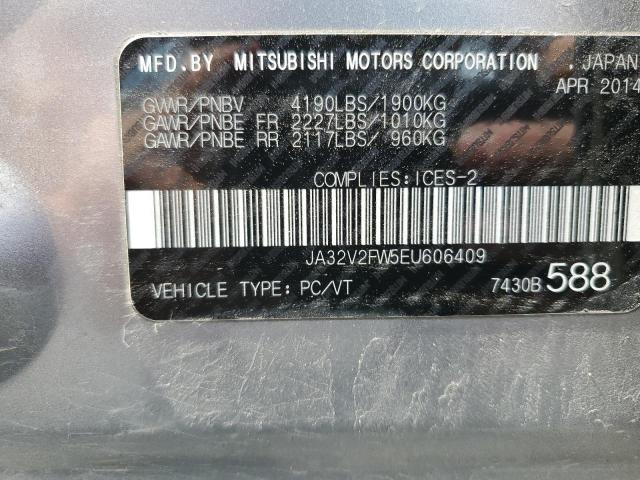 MFD.BY MITSUBISHI MOTORS CORPORATION , JAPAN
APR 2014
GVWR/PNBV 4190LBS/1900KG
GAWR/PNBE FR 2227LBS/1010KG
GAWR/PNBE RR 2117LBS/ 960KG
COMPLIES:ICES-2
JA32V2FW5EU606409
VEHICLE TYPE: PC/VT 7430B 588